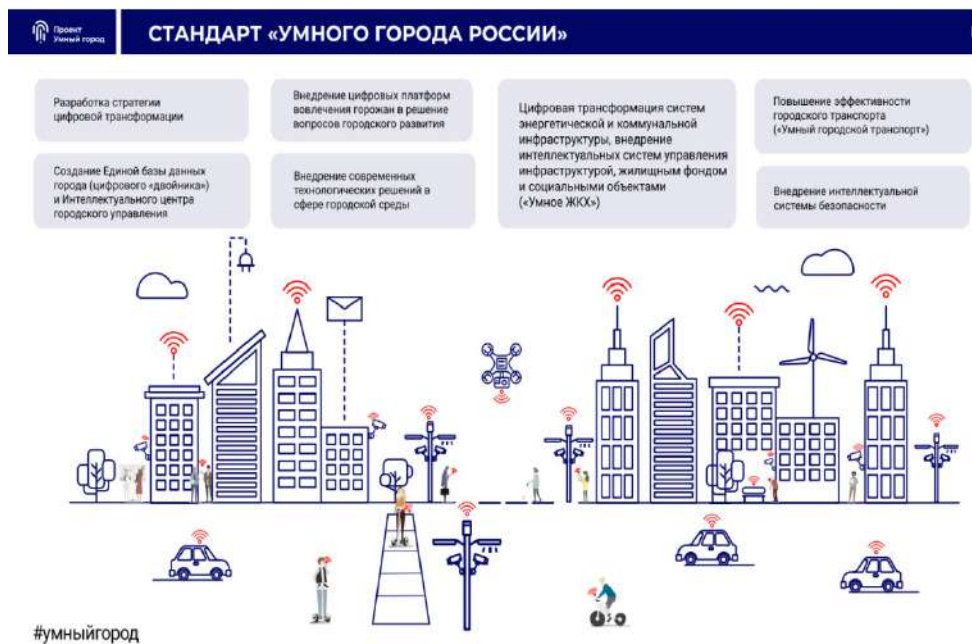 Проект
Умный город
СТАНДАРТ «УМНОГО ГОРОДА РОССИИ»
Разработка стратегии
цифровой трансформации
Создание Единой базы данных
города (цифрового «двойника»)
и Интеллектуального центра
городского управления
Внедрение цифровых платформ
вовлечения горожан в решение
вопросов городского развития
Внедрение современных
технологических решений в
сфере городской среды
Цифровая трансформация систем
энергетической и коммунальной
инфраструктуры, внедрение
интеллектуальных систем управления
инфраструктурой, жилищным фондом
и социальными объектами
(«Умное ЖКХ»)
Повышение эффективности
городского транспорта
(«Умный городской транспорт»)
Внедрение интеллектуальной
системы безопасности
#умныйгород